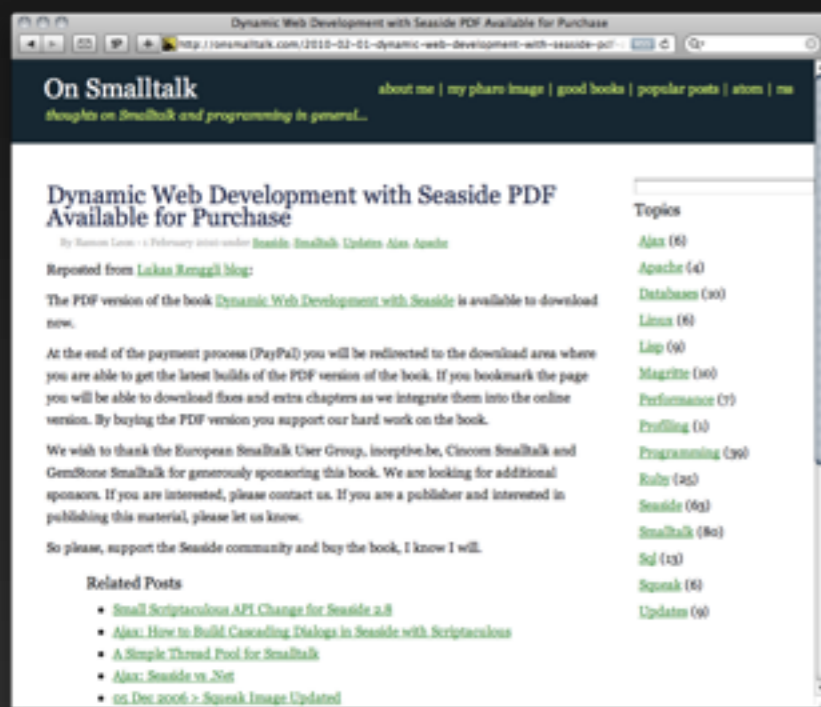 Dynamic Web Development with Seaside PDF Available for Purchase
http://onsmalltalk.com/2010-02-01-dynamic-web-development-with-seaside-pdf-
On Smalltalk
about me | my pharo image | good books | popular posts | atom | rss
thoughts on Smalltalk and programming in general...
Dynamic Web Development with Seaside PDF
Available for Purchase
By Ramon Leon - 1 February 2010 under Seaside, Smalltalk, Updates, Ajax, Apache
Reposted from Lukas Renggli blog:
The PDF version of the book Dynamic Web Development with Seaside is available to download
now.
At the end of the payment process (PayPal) you will be redirected to the download area where
you are able to get the latest builds of the PDF version of the book. If you bookmark the page
you will be able to download fixes and extra chapters as we integrate them into the online
version. By buying the PDF version you support our hard work on the book.
We wish to thank the European Smalltalk User Group, inceptive.be, Cincom Smalltalk and
GemStone Smalltalk for generously sponsoring this book. We are looking for additional
sponsors. If you are interested, please contact us. If you are a publisher and interested in
publishing this material, please let us know.
So please, support the Seaside community and buy the book, I know I will.
Related Posts
Small Scriptaculous API Change for Seaside 2.8
Ajax: How to Build Cascading Dialogs in Seaside with Scriptaculous
A Simple Thread Pool for Smalltalk
Ajax: Seaside vs .Net
05 Dec 2006 > Squeak Image Updated
Topics
Ajax (6)
Apache (4)
Databases (10)
Linux (6)
Lisp (9)
Magritte (10)
Performance (7)
Profiling (1)
Programming (39)
Ruby (25)
Seaside (63)
Smalltalk (80)
Sql (13)
Squeak (6)
Updates (9)